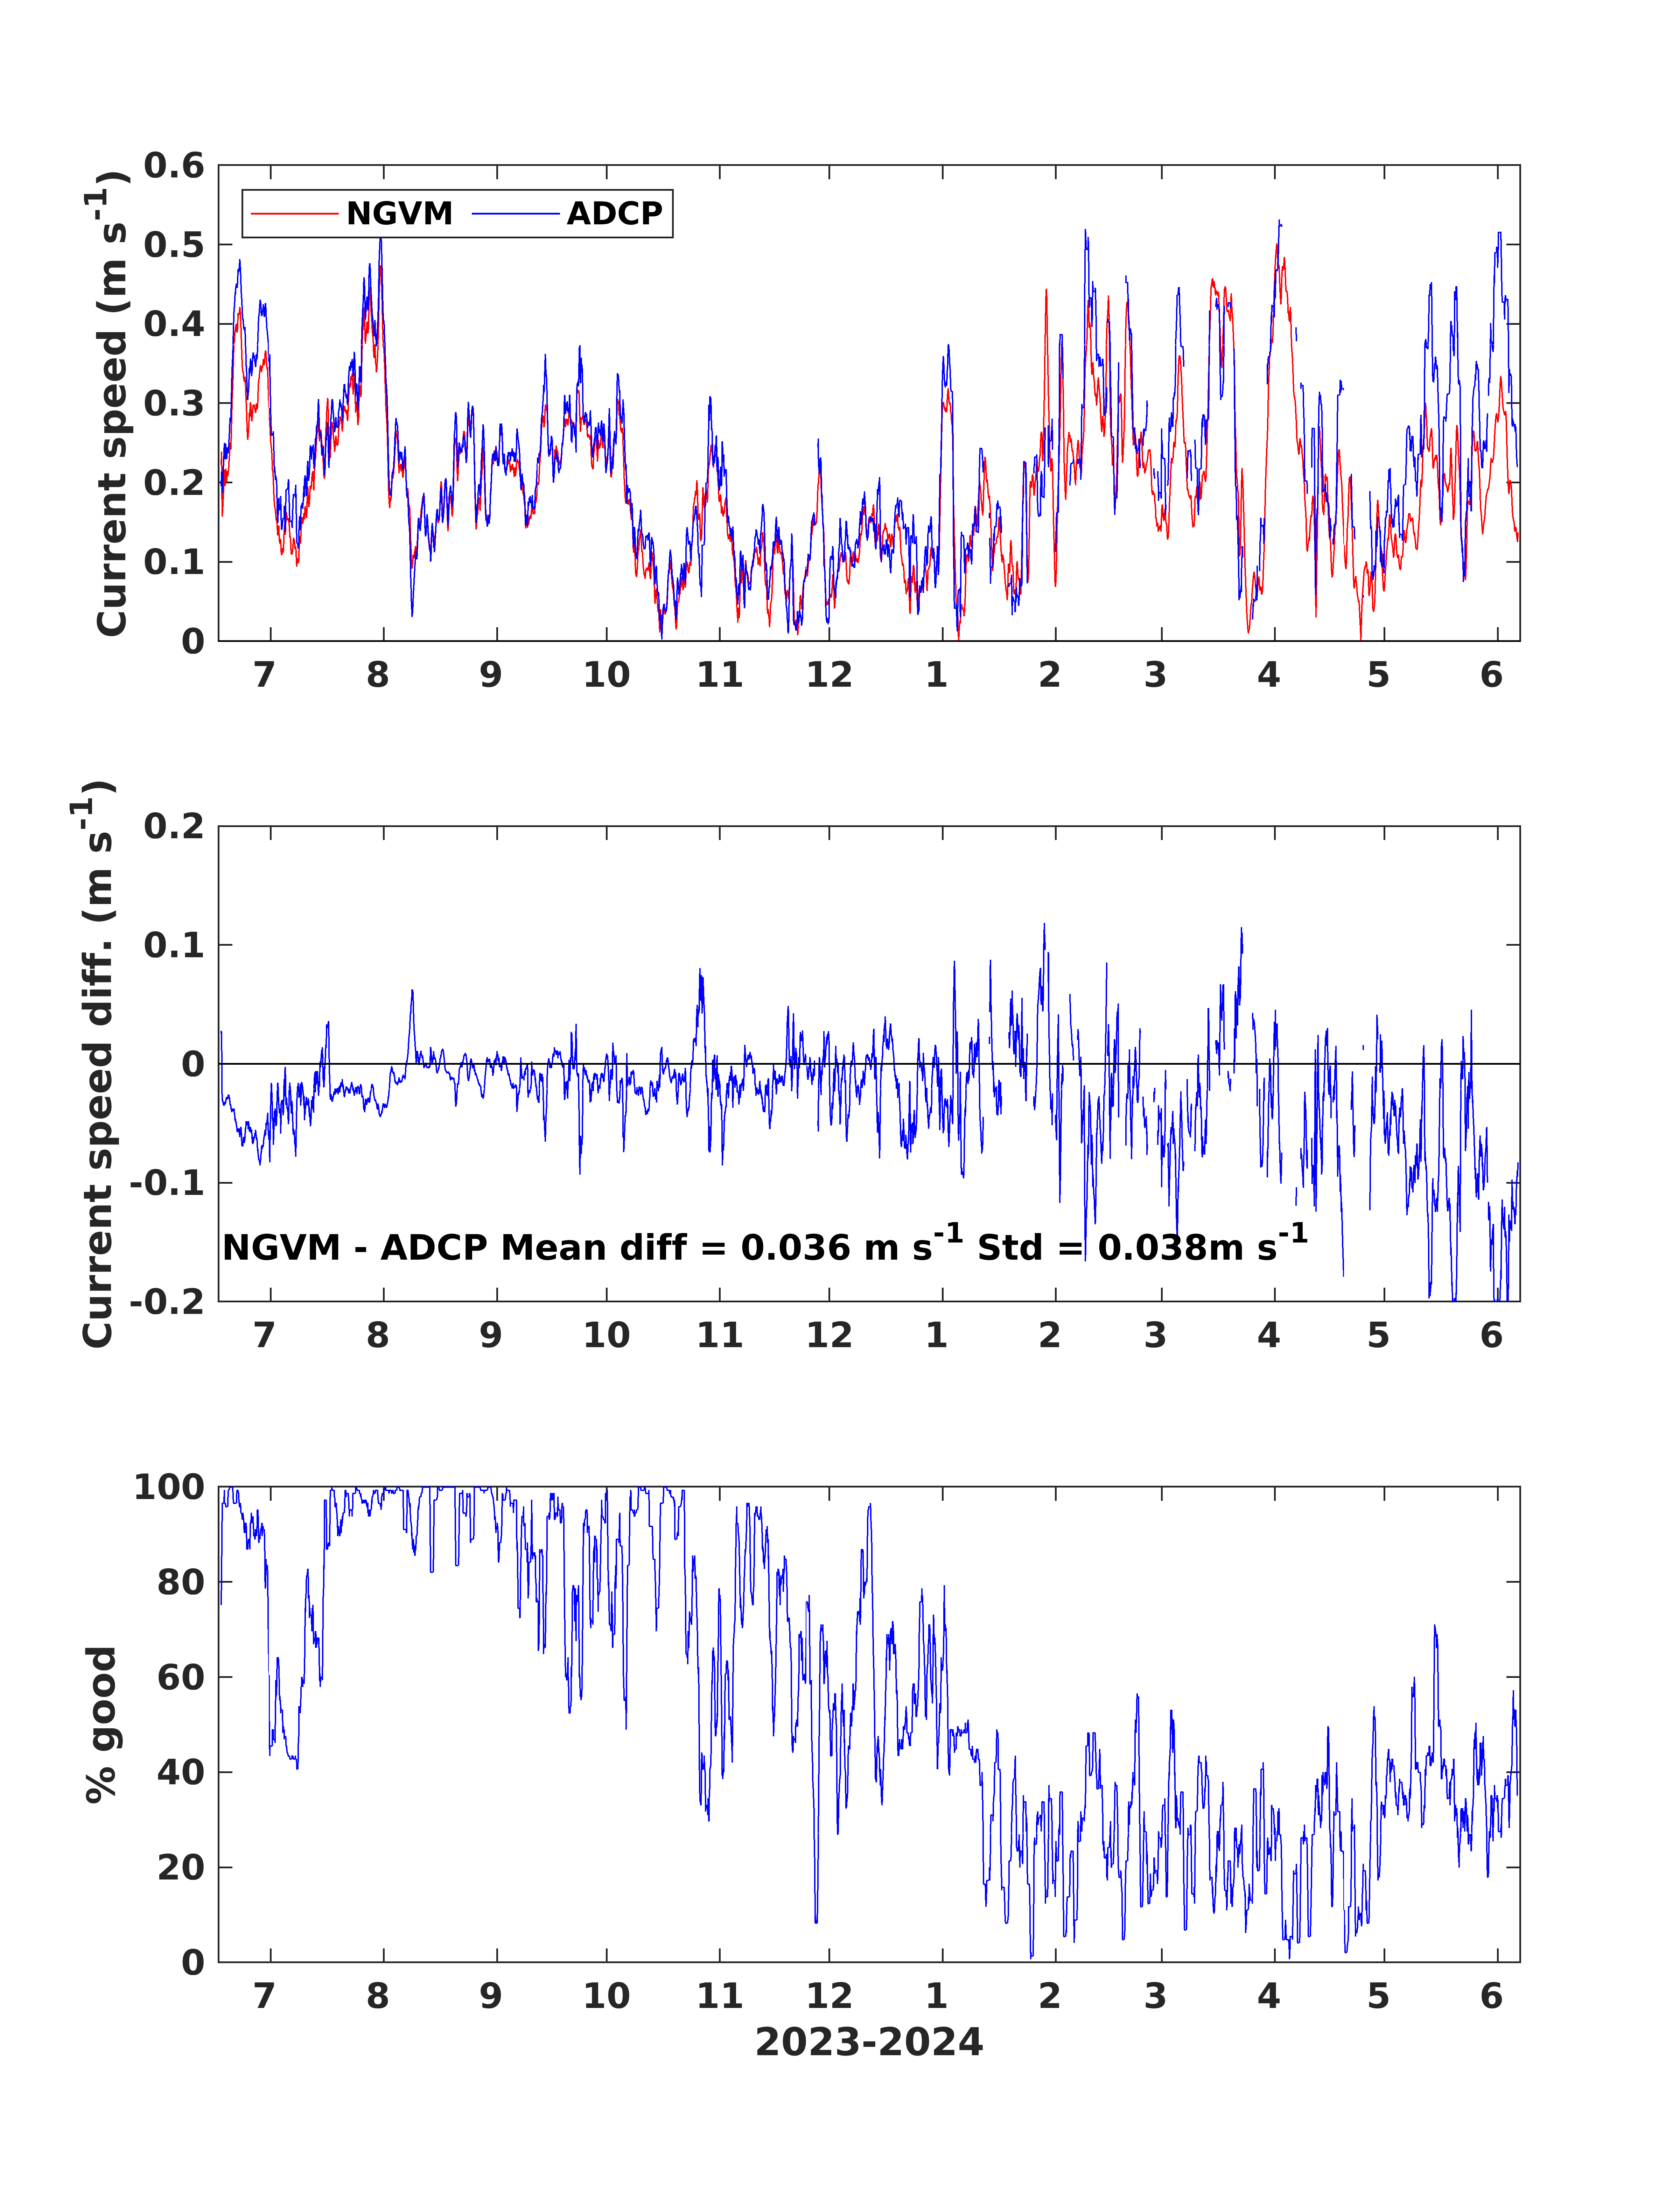 Current speed (m s-1)
0.6
0.5
0.4
0.3
0.2
0.1
0
NGVM ADCP
7 8 9 10 11 12 1 2 3 4 5 6
Current speed diff. (m s-1)
0.2
0.1
0
-0.1
-0.2
NGVM - ADCP Mean diff = 0.036 m s-1 Std = 0.038m s-1
7 8 9 10 11 12 1 2 3 4 5 6
% good
100
80
60
40
20
0
7 8 9 10 11 12 1 2 3 4 5 6
2023-2024